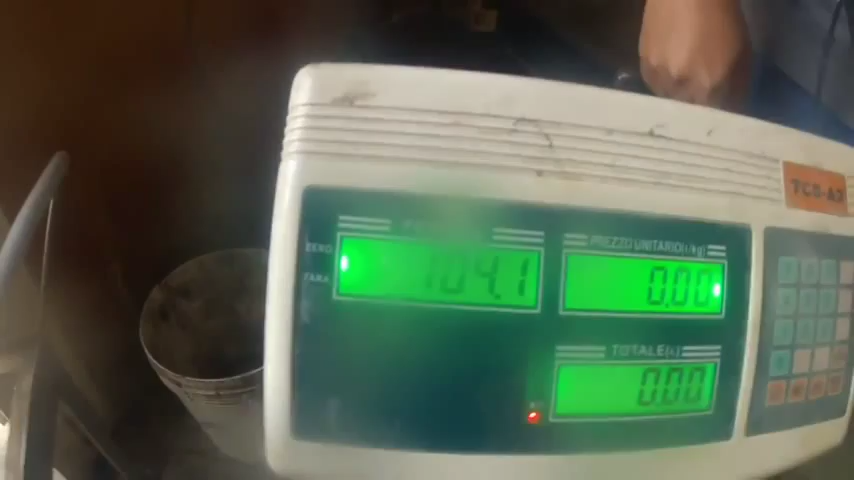 TCS-A2
PREZZO UNITARIO(€/kg)
ZERO
TARA
104.1
0.00
TOTALE(€)
0.00